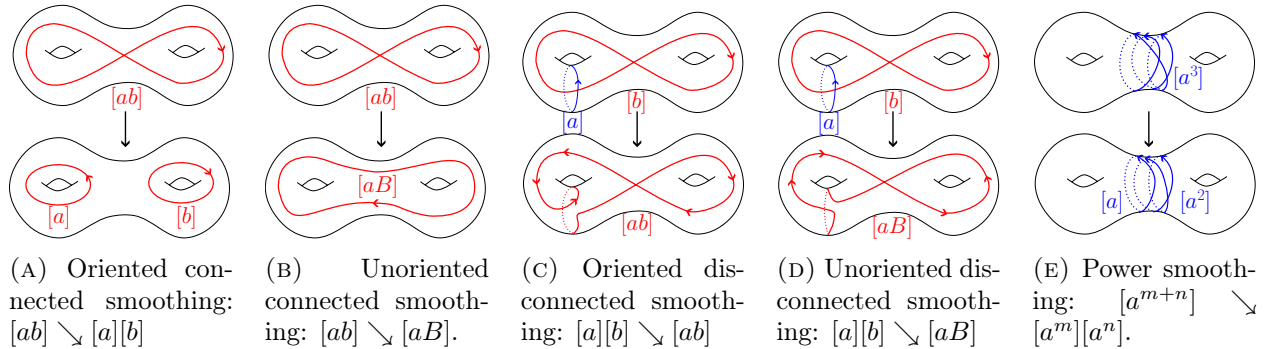 [ab]
[ab]
[b]
[a]
[b]
[a]
[a^3]
[a]
[b]
[aB]
[ab]
[aB]
[a]
[a^2]
(A) Oriented con-
nected smoothing:
[ab] ↘ [a][b]
(B) Unoriented
connected smooth-
ing: [ab] ↘ [aB].
(C) Oriented dis-
connected smooth-
ing: [a][b] ↘ [ab]
(D) Unoriented dis-
connected smooth-
ing: [a][b] ↘ [aB]
(E) Power smooth-
ing: [a^{m+n}] ↘
[a^m][a^n].